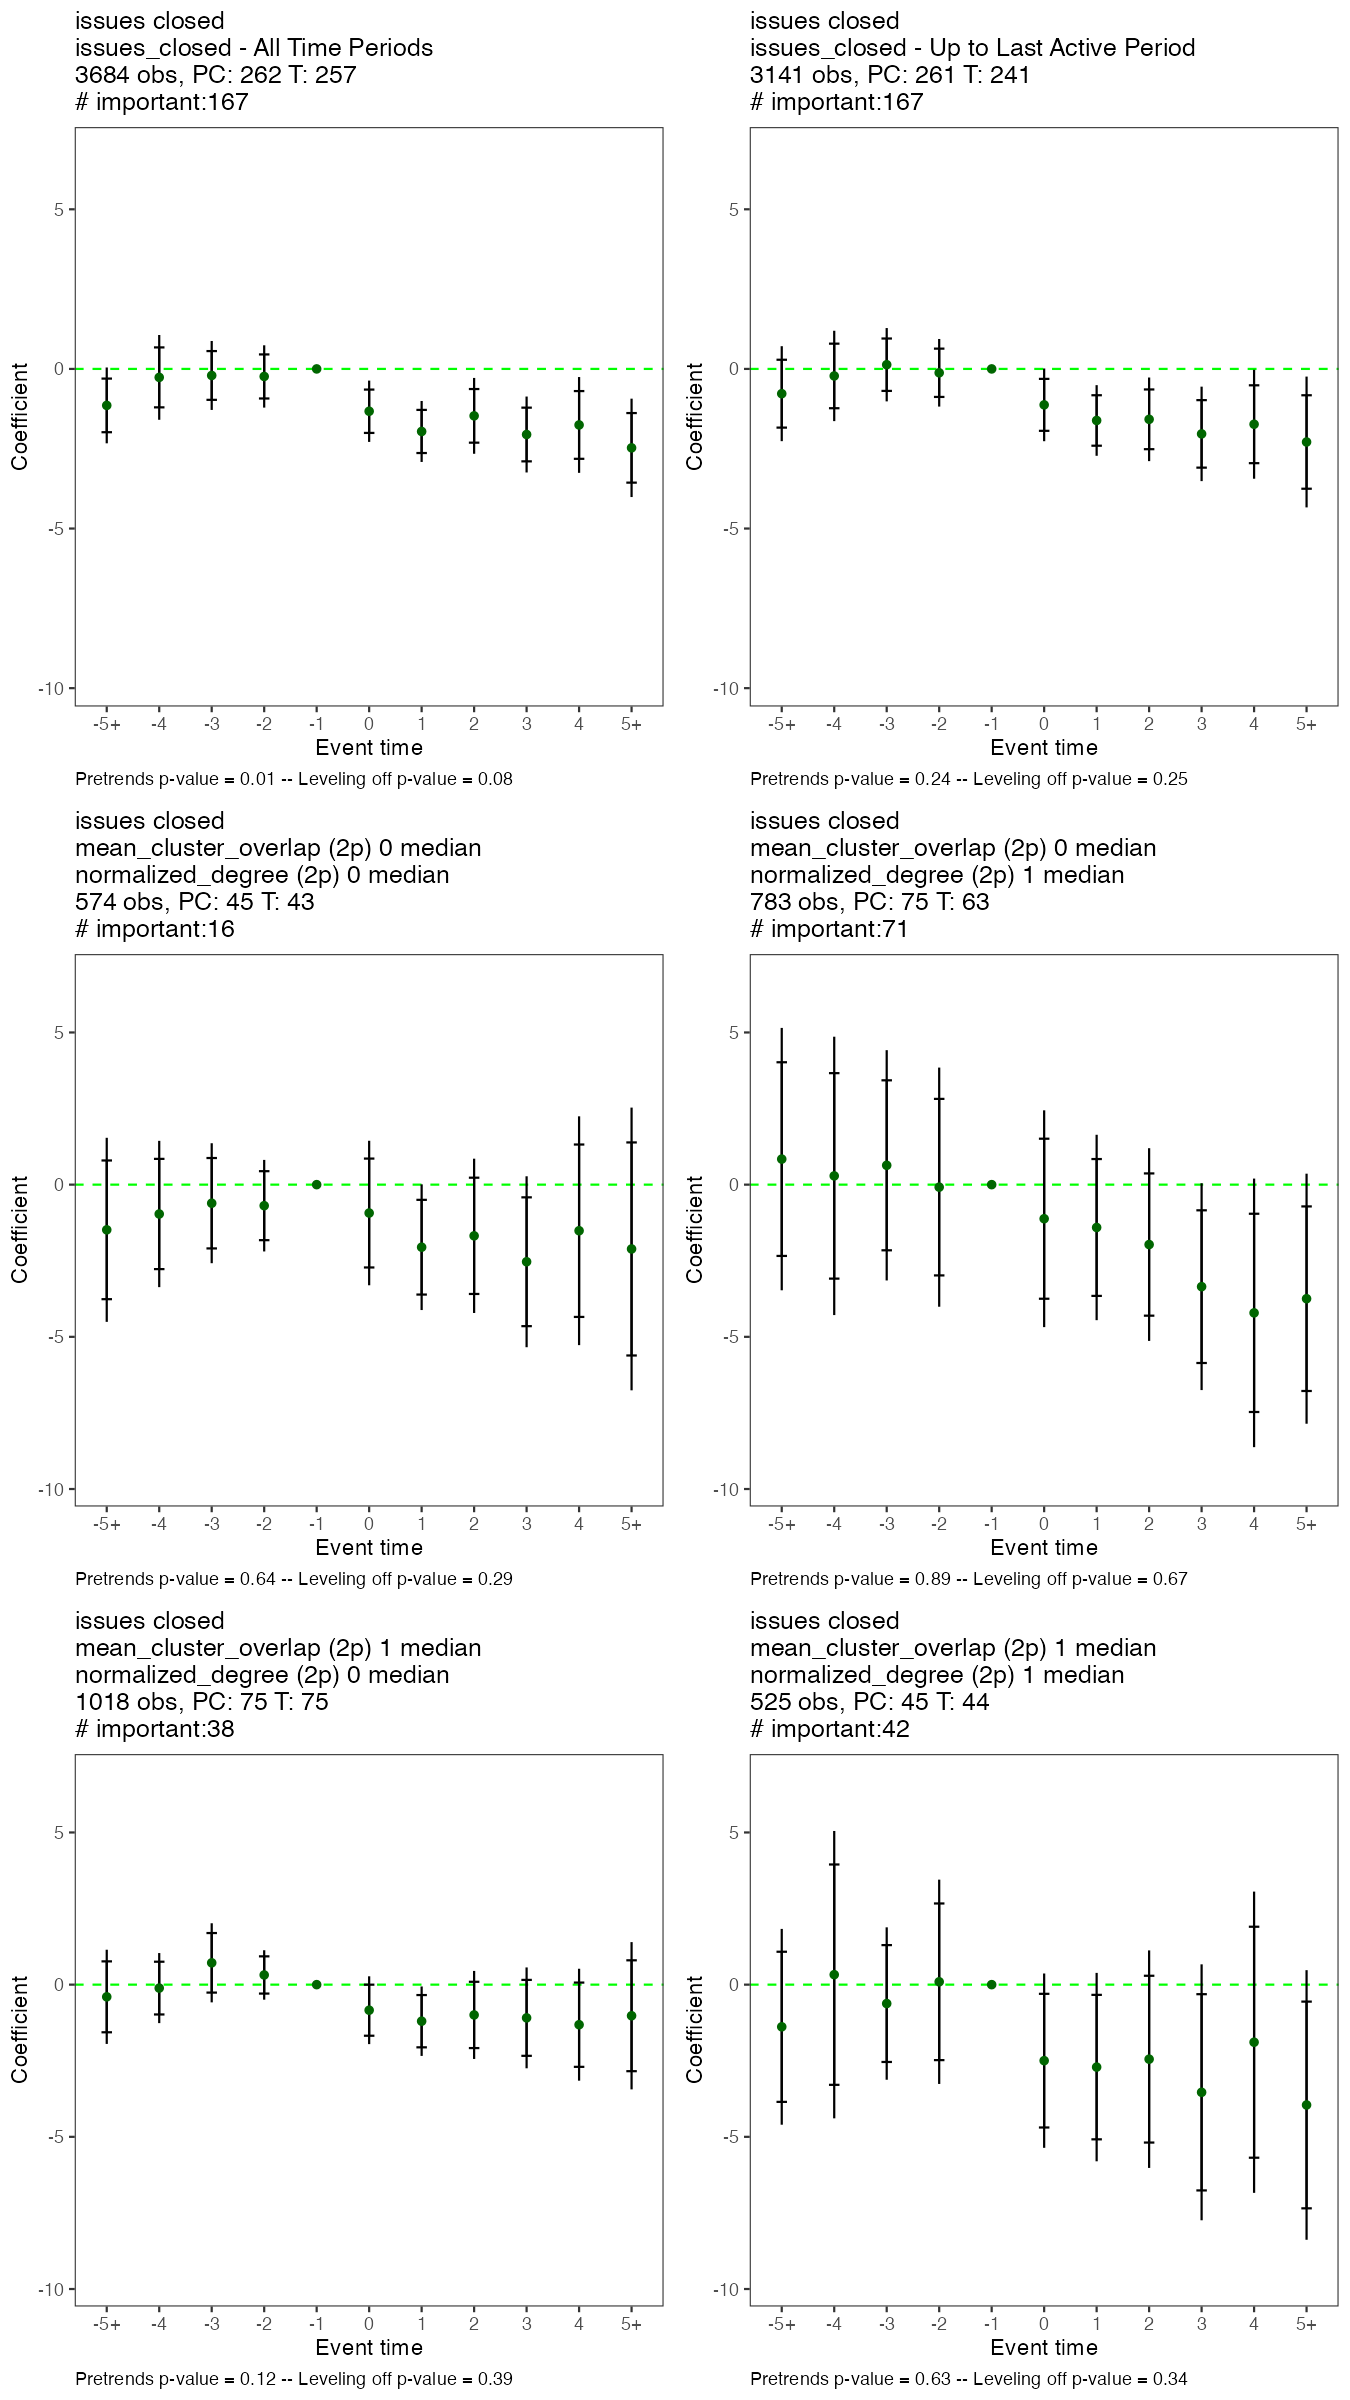 issues closed
issues_closed - All Time Periods
3684 obs, PC: 262 T: 257
# important:167
5
0
-5
-10
Coefficient
-5+ -4 -3 -2 -1 0 1 2 3 4 5+
Event time
Pretrends p-value = 0.01 -- Leveling off p-value = 0.08
issues closed
issues_closed - Up to Last Active Period
3141 obs, PC: 261 T: 241
# important:167
5
0
-5
-10
Coefficient
-5+ -4 -3 -2 -1 0 1 2 3 4 5+
Event time
Pretrends p-value = 0.24 -- Leveling off p-value = 0.25
issues closed
mean_cluster_overlap (2p) 0 median
normalized_degree (2p) 0 median
574 obs, PC: 45 T: 43
# important:16
5
0
-5
-10
Coefficient
-5+ -4 -3 -2 -1 0 1 2 3 4 5+
Event time
Pretrends p-value = 0.64 -- Leveling off p-value = 0.29
issues closed
mean_cluster_overlap (2p) 0 median
normalized_degree (2p) 1 median
783 obs, PC: 75 T: 63
# important:71
5
0
-5
-10
Coefficient
-5+ -4 -3 -2 -1 0 1 2 3 4 5+
Event time
Pretrends p-value = 0.89 -- Leveling off p-value = 0.67
issues closed
mean_cluster_overlap (2p) 1 median
normalized_degree (2p) 0 median
1018 obs, PC: 75 T: 75
# important:38
5
0
-5
-10
Coefficient
-5+ -4 -3 -2 -1 0 1 2 3 4 5+
Event time
Pretrends p-value = 0.12 -- Leveling off p-value = 0.39
issues closed
mean_cluster_overlap (2p) 1 median
normalized_degree (2p) 1 median
525 obs, PC: 45 T: 44
# important:42
5
0
-5
-10
Coefficient
-5+ -4 -3 -2 -1 0 1 2 3 4 5+
Event time
Pretrends p-value = 0.63 -- Leveling off p-value = 0.34